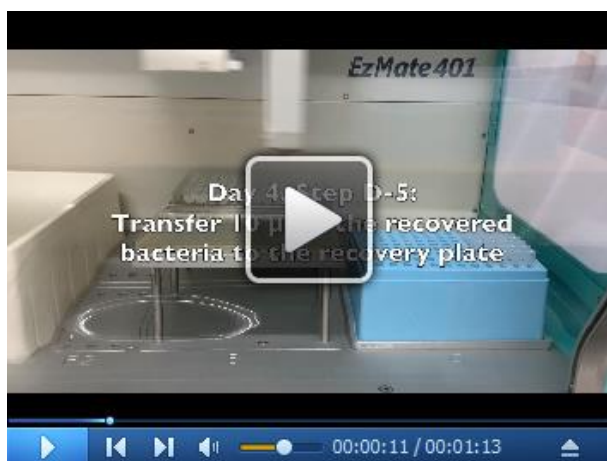 EzMate401
Day 4, Step D-5:
Transfer 10 the recovered
bacteria to the recovery plate
00:00:11 / 00:01:13